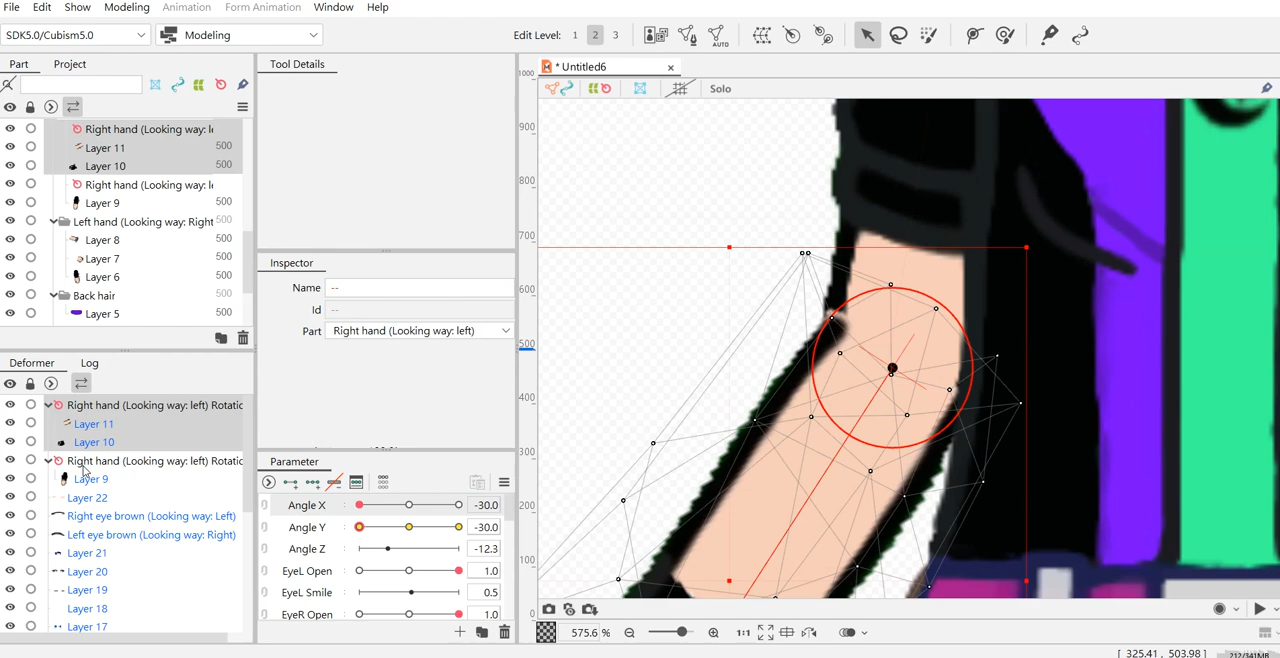 File Edit Show Modeling Animation Form Animation Window Help
SDK5.0/Cubism5.0 Modeling Edit Level: 1 2 3
Part Project
Tool Details
* Untitled6
Solo
Right hand (Looking way: l
Layer 11 500
Layer 10 500
Right hand (Looking way: l
Layer 9 500
Left hand (Looking way: Right 500
Layer 8 500
Layer 7 500
Layer 6 500
Back hair 500
Layer 5 500
Inspector
Name --
Id --
Part Right hand (Looking way: left)
Deformer Log
Right hand (Looking way: left) Rotatic
Layer 11
Layer 10
Right hand (Looking way: left) Rotatic
Layer 9
Layer 22
Right eye brown (Looking Way: Left)
Left eye brown (Looking Way: Right)
Layer 21
Layer 20
Layer 19
Layer 18
Layer 17
Parameter
Angle X -30.0
Angle Y -30.0
Angle Z -12.3
EyeL Open 1.0
EyeL Smile 0.5
EyeR Open 1.0
1000
900
800
700
600
500
400
300
200
100
0
575.6 % 1:1
[ 325.41 , 503.98 ]
212/341MB